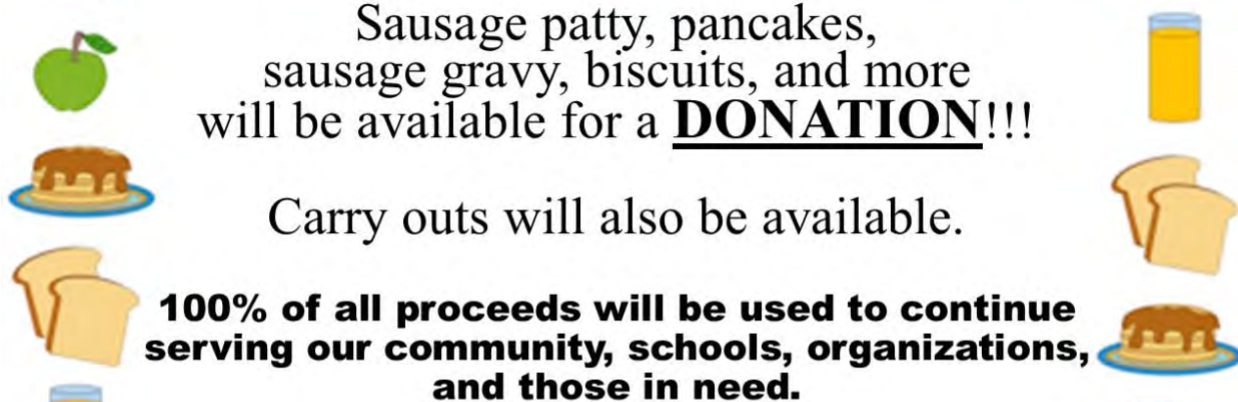 Sausage patty, pancakes,
sausage gravy, biscuits, and more
will be available for a DONATION!!!
Carry outs will also be available.
100% of all proceeds will be used to continue
serving our community, schools, organizations,
and those in need.